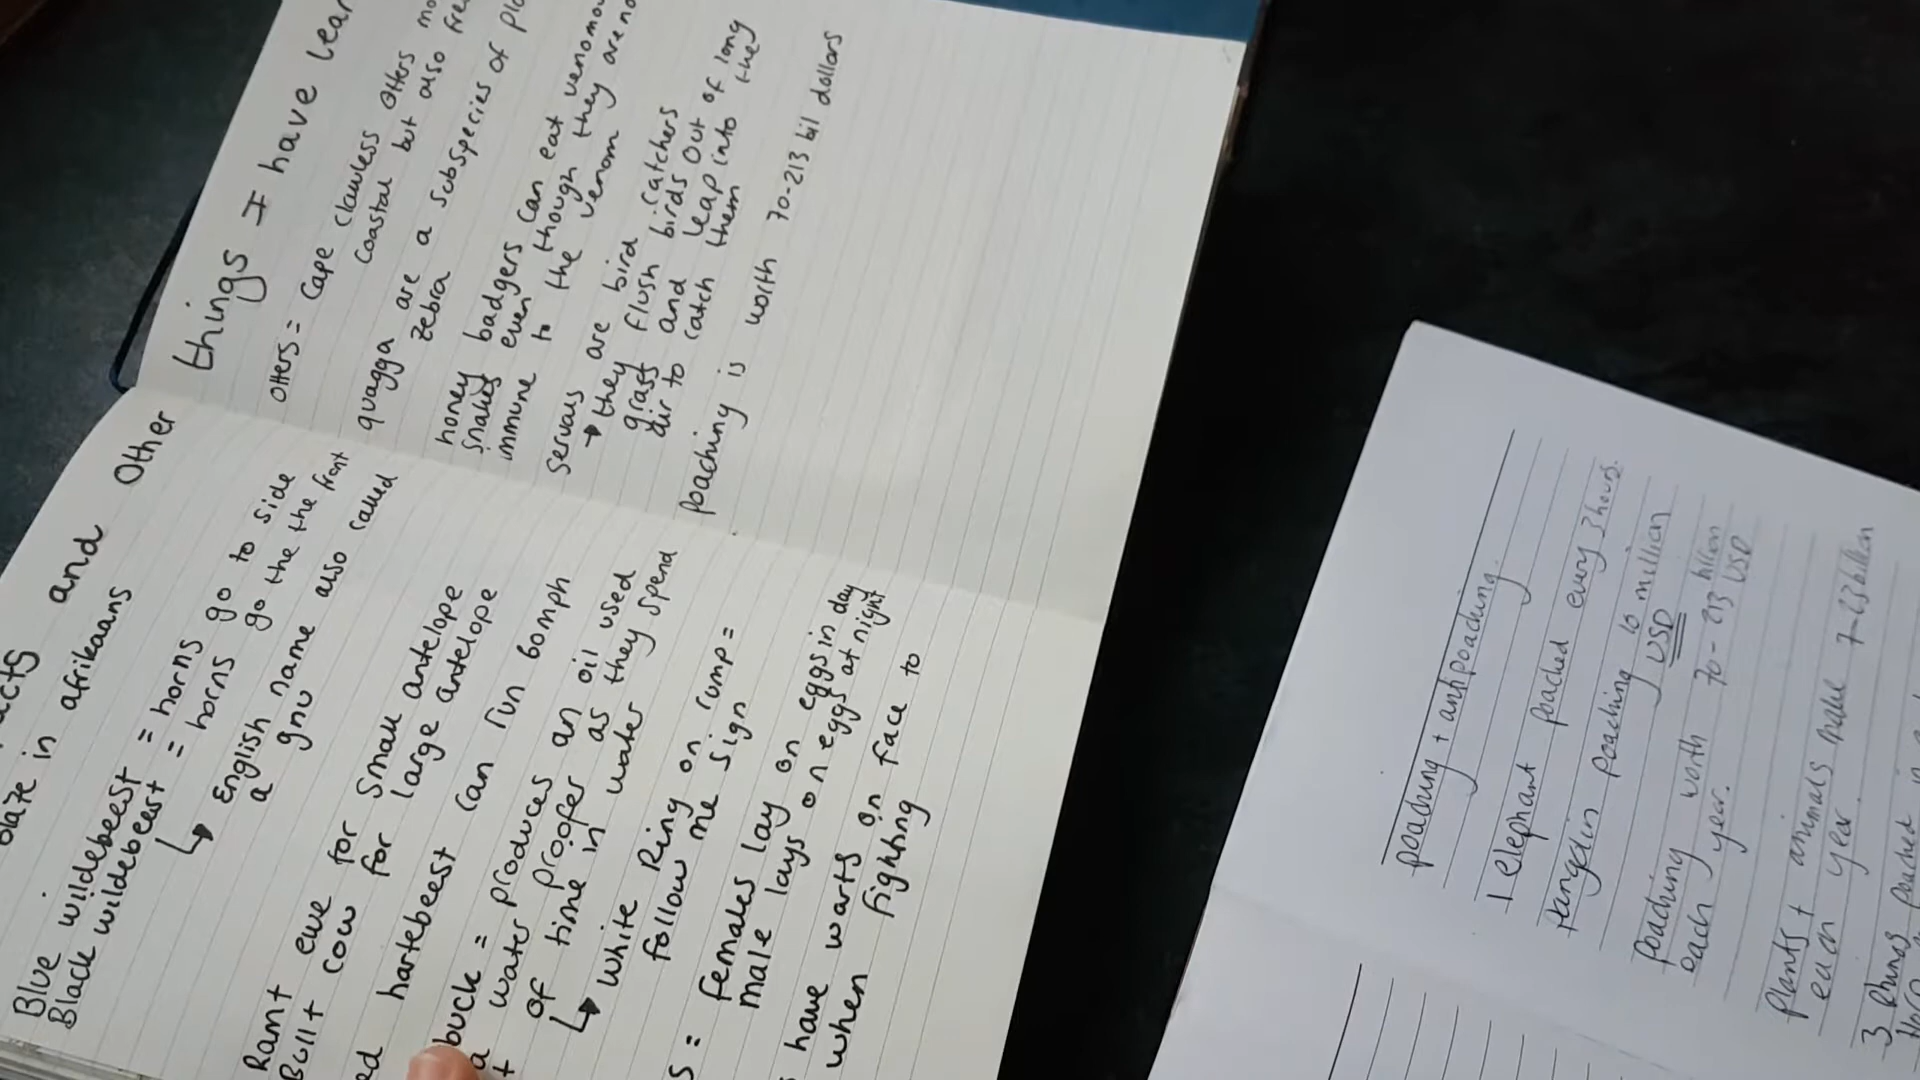 and Other things I have lear
in afrikaans
Blue wildebeest = horns go to side
Black wildebeest = horns go the the front
↳ English name also called
a gnu
Ram + ewe for small antelope
Bull + cow for large antelope
hartebeest can run 60mph
buck = produces an oil used
water proofer as they spend
of time in water
↳ White Ring on rump =
follow me sign
= females lay on eggs in day
male lays on eggs at night
have warts on face to
when fighting
Otters = Cape clawless Otters
coastal but also
quagga are a subspecies of
zebra
honey badgers can eat
snakes even though they are
immune to the venom
servals are bird catchers
→ they flush birds out of long
grass and leap into the
air to catch them
Poaching is worth 70-213 bil dollars
poaching + antipoaching.
1 elephant poached every 3 hours.
Pangolin poaching 10 million
USD
Poaching worth 70-213 billion
each year. USD
Plants + animals make 7-23 billion
each year
3 Rhinos poached